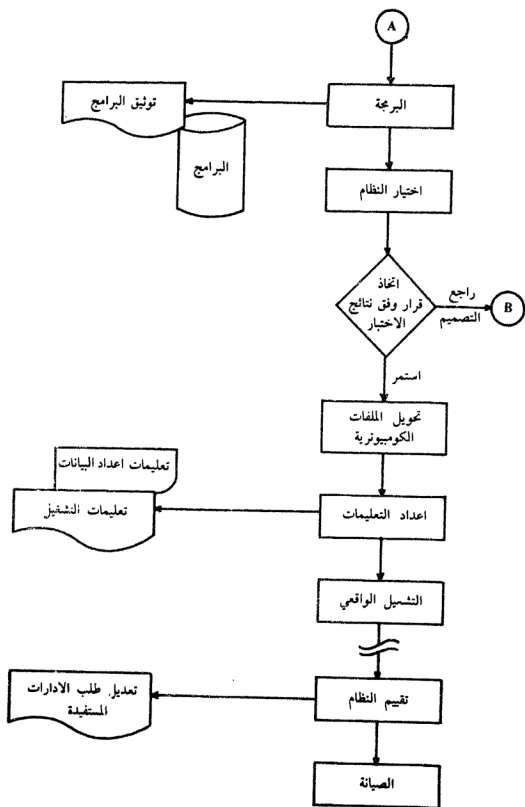 A
البرمجة
توثيق البرامج
البرامج
اختيار النظام
اتخاذ
قرار وفق نتائج
الاختبار
راجع
التصميم
B
استمر
تحويل الملفات
الكومبيوترية
تعليمات اعداد البيانات
تعليمات التشغيل
اعداد التعليمات
التشغيل الواقعي
تعديل طلب الادارات
المستفيدة
تقييم النظام
الصيانة